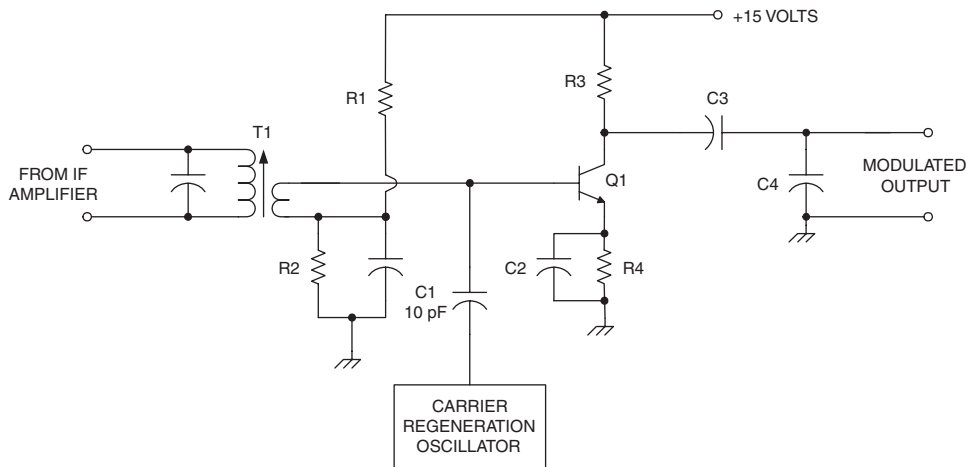 +15 VOLTS
R1
R3
C3
T1
FROM IF
AMPLIFIER
Q1
C4
MODULATED
OUTPUT
R2
C1
10 pF
C2
R4
CARRIER
REGENERATION
OSCILLATOR